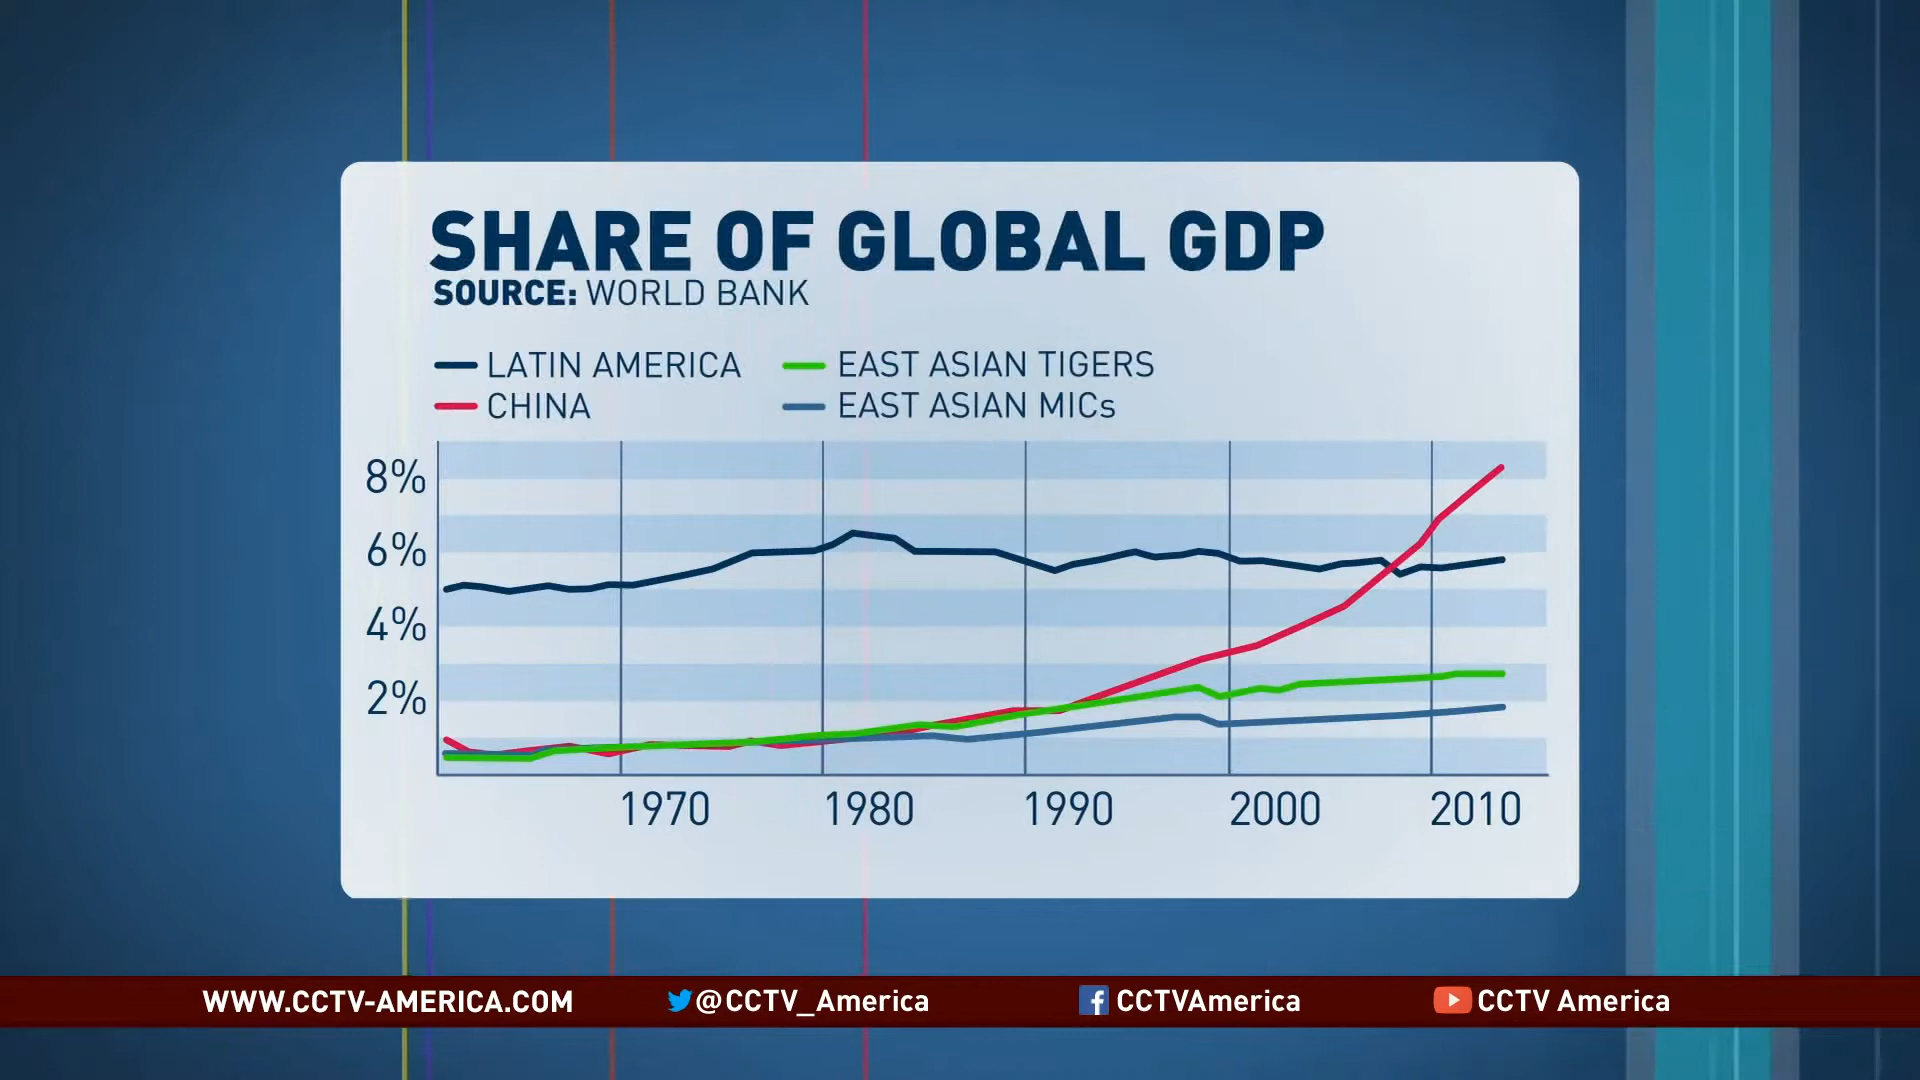 SHARE OF GLOBAL GDP
SOURCE: WORLD BANK
LATIN AMERICA
EAST ASIAN TIGERS
CHINA
EAST ASIAN MICs
8%
6%
4%
2%
1970 1980 1990 2000 2010
WWW.CCTV-AMERICA.COM @CCTV_America CCTVAmerica CCTV America